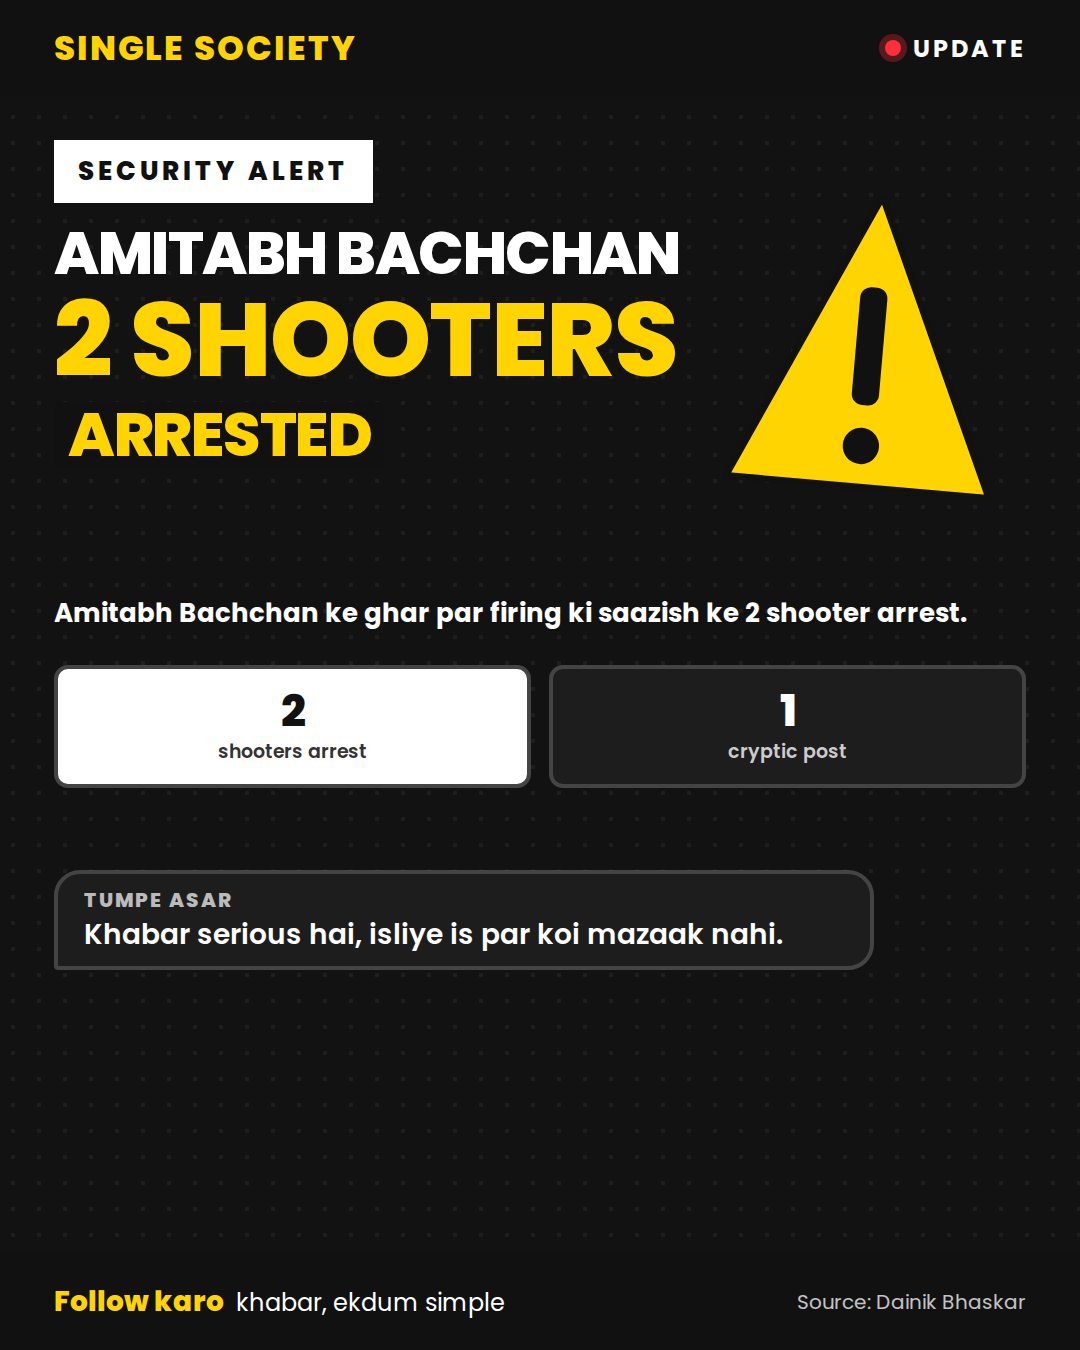 SINGLE SOCIETY
UPDATE
SECURITY ALERT
AMITABH BACHCHAN
2 SHOOTERS
ARRESTED
Amitabh Bachchan ke ghar par firing ki saazish ke 2 shooter arrest.
2
shooters arrest
1
cryptic post
TUMPE ASAR
Khabar serious hai, isliye is par koi mazaak nahi.
Follow karo khabar, ekdum simple
Source: Dainik Bhaskar